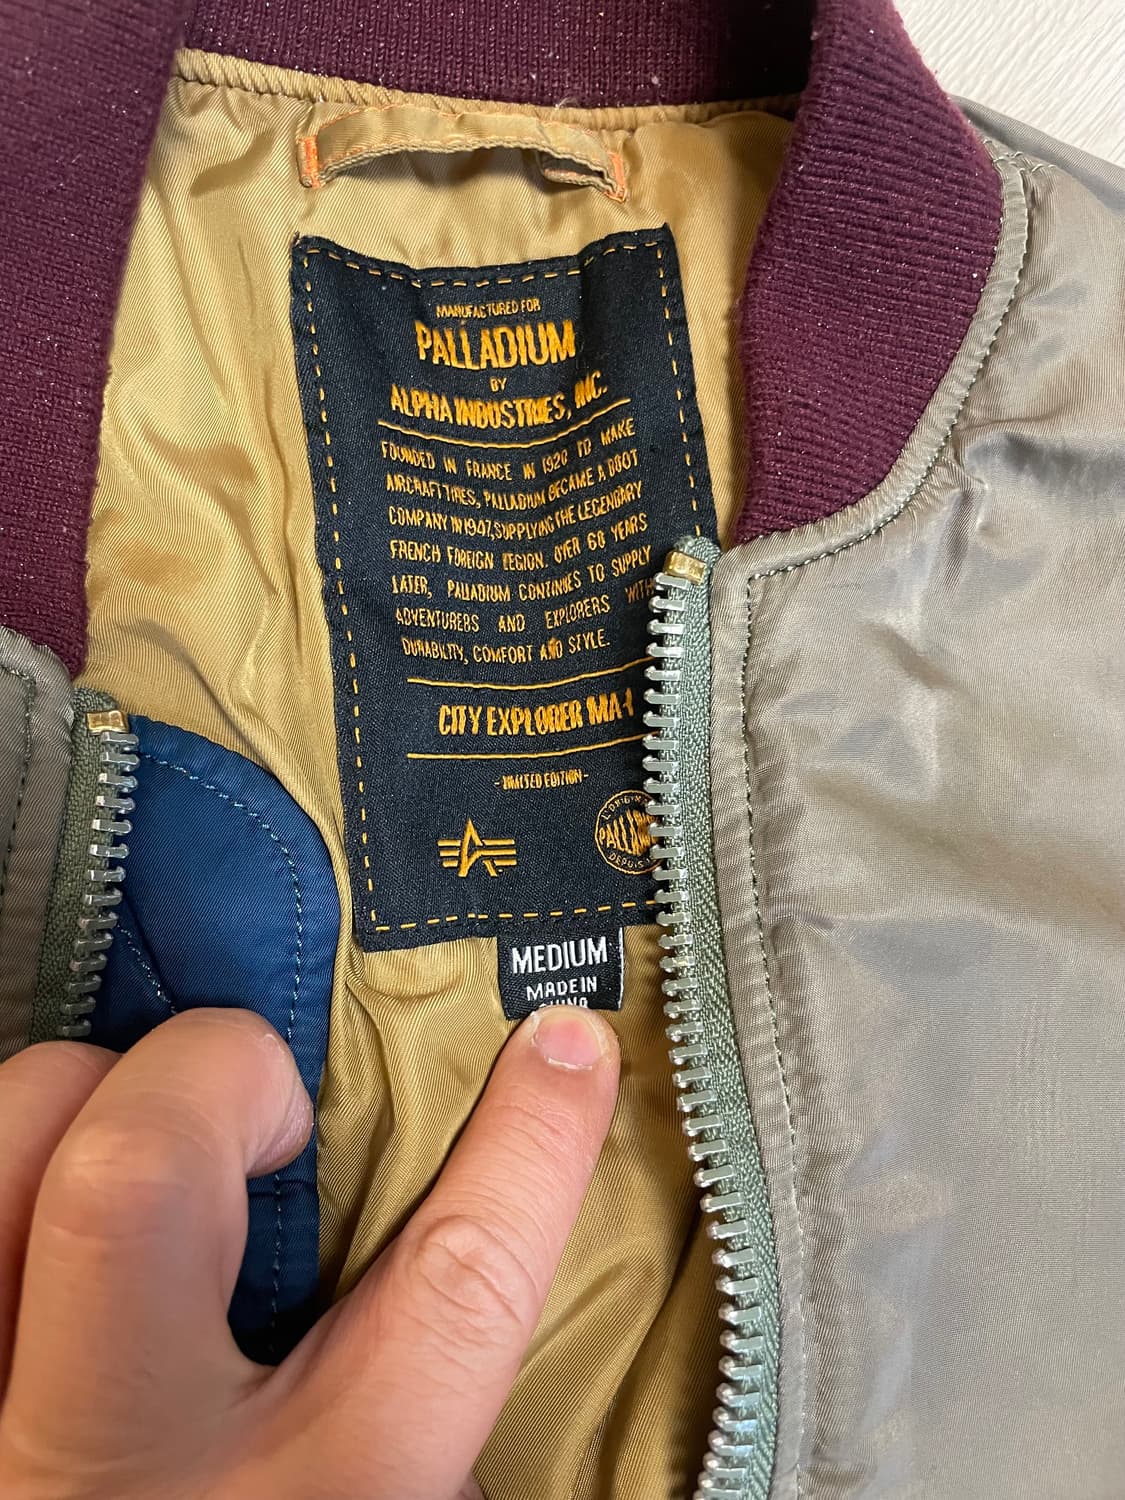 MANUFACTURED FOR
PALLADIUM
BY
ALPHA INDUSTRIES, INC.
FOUNDED IN FRANCE IN 1920 TO MAKE
AIRCRAFT TIRES, PALLADIUM BECAME A BOOT
COMPANY IN 1947, SUPPLYING THE LEGENDARY
FRENCH FOREIGN LEGION. OVER 60 YEARS
LATER, PALLADIUM CONTINUES TO SUPPLY
ADVENTURERS AND EXPLORERS WITH
DURABILITY, COMFORT AND STYLE.
CITY EXPLORER MA-1
-LIMITED EDITION-
DEPUIS
MEDIUM
MADE IN
CHINA